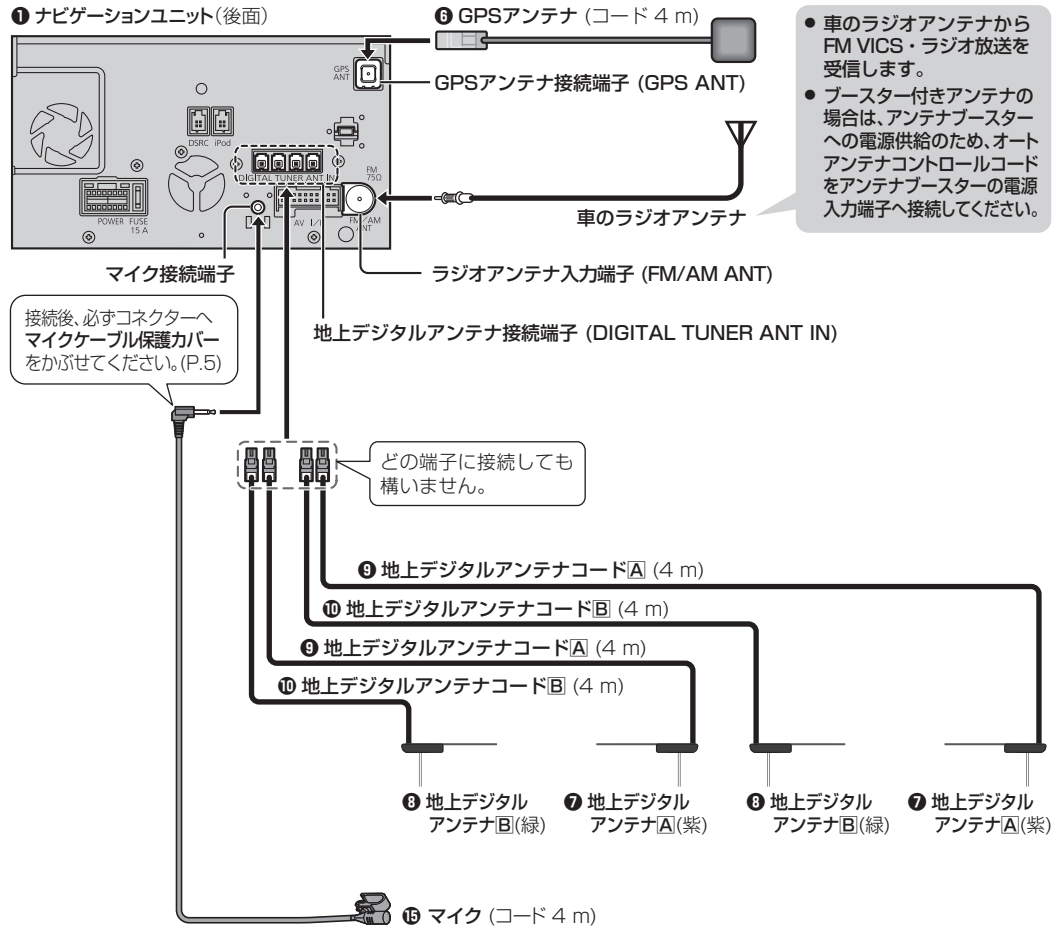 ❶ ナビゲーションユニット(後面)
❻ GPSアンテナ (コード 4 m)
GPS
ANT
GPSアンテナ接続端子 (GPS ANT)
● 車のラジオアンテナから
FM VICS・ラジオ放送を
受信します。
● ブースター付きアンテナの
場合は、アンテナブースター
への電源供給のため、オート
アンテナコントロールコード
をアンテナブースターの電源
入力端子へ接続してください。
DSRC iPod
DIGITAL TUNER ANT IN
FM
75Ω
POWER FUSE
15 A
AV I/F
FM/AM
ANT
車のラジオアンテナ
マイク接続端子
ラジオアンテナ入力端子 (FM/AM ANT)
地上デジタルアンテナ接続端子 (DIGITAL TUNER ANT IN)
接続後、必ずコネクターへ
マイクケーブル保護カバー
をかぶせてください。(P.5)
どの端子に接続しても
構いません。
❾ 地上デジタルアンテナコードA (4 m)
❿ 地上デジタルアンテナコードB (4 m)
❾ 地上デジタルアンテナコードA (4 m)
❿ 地上デジタルアンテナコードB (4 m)
❽ 地上デジタル
アンテナB(緑)
❼ 地上デジタル
アンテナA(紫)
❽ 地上デジタル
アンテナB(緑)
❼ 地上デジタル
アンテナA(紫)
⓯ マイク (コード 4 m)